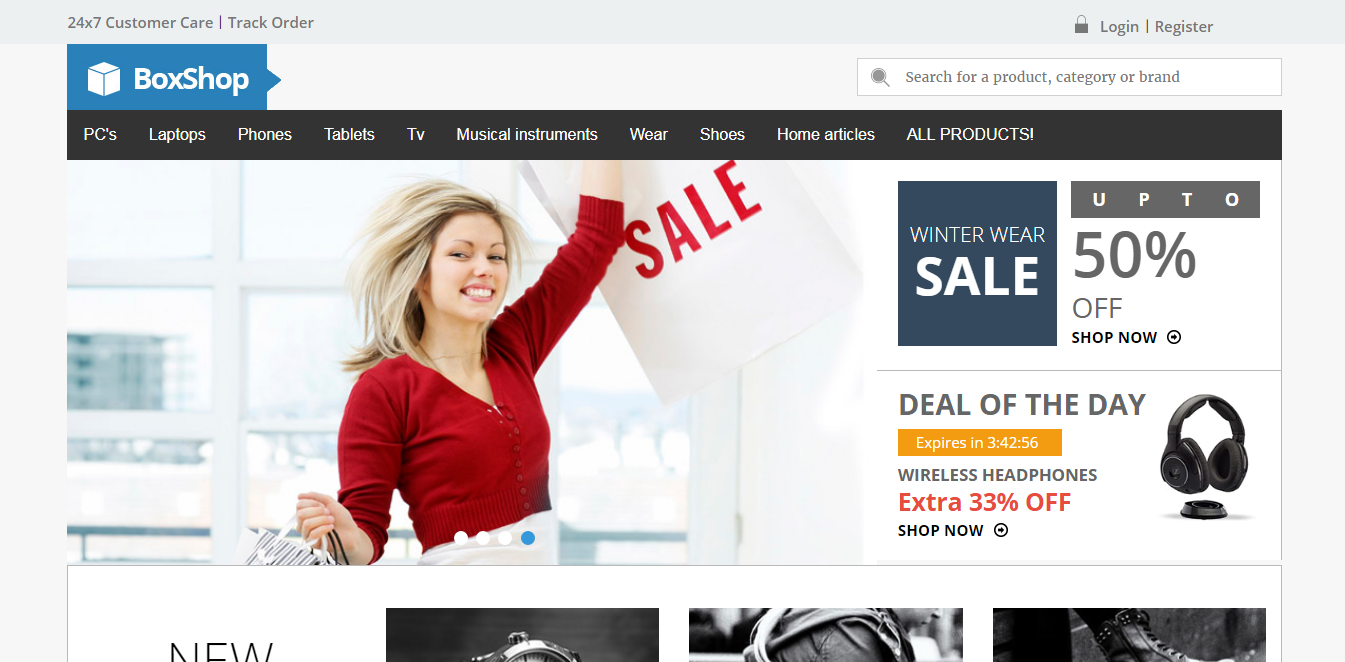 24x7 Customer Care | Track Order
Login | Register
BoxShop
Search for a product, category or brand
PC's Laptops Phones Tablets Tv Musical instruments Wear Shoes Home articles ALL PRODUCTS!
SALE
WINTER WEAR
SALE
UPTO
50%
OFF
SHOP NOW
DEAL OF THE DAY
Expires in 3:42:56
WIRELESS HEADPHONES
Extra 33% OFF
SHOP NOW
NEW